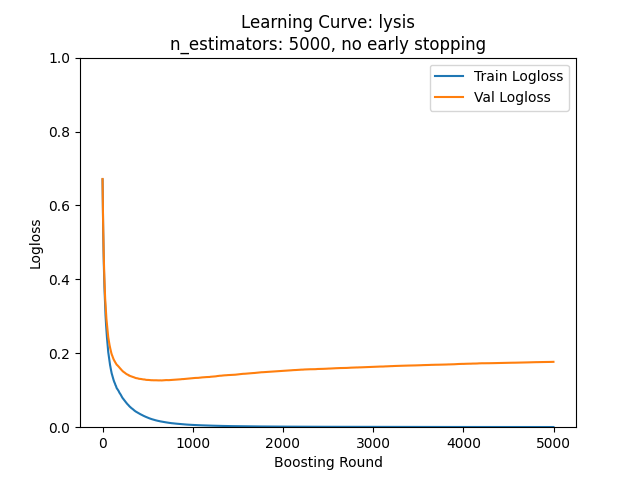 Learning Curve: lysis
n_estimators: 5000, no early stopping
Train Logloss
Val Logloss
Logloss
1.0
0.8
0.6
0.4
0.2
0.0
0 1000 2000 3000 4000 5000
Boosting Round